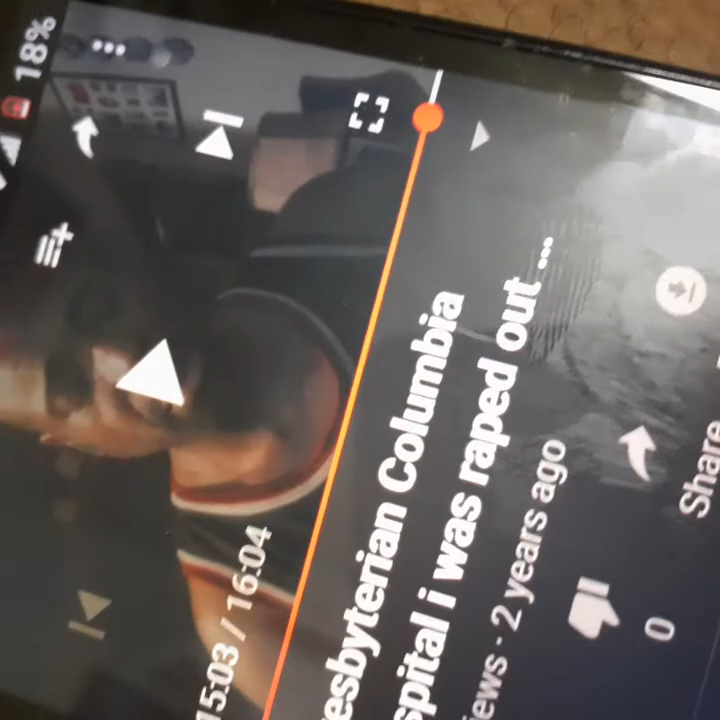 18%
15:03 / 16:04
esbyterian Columbia
spital i was raped out ...
iews · 2 years ago
0
Share